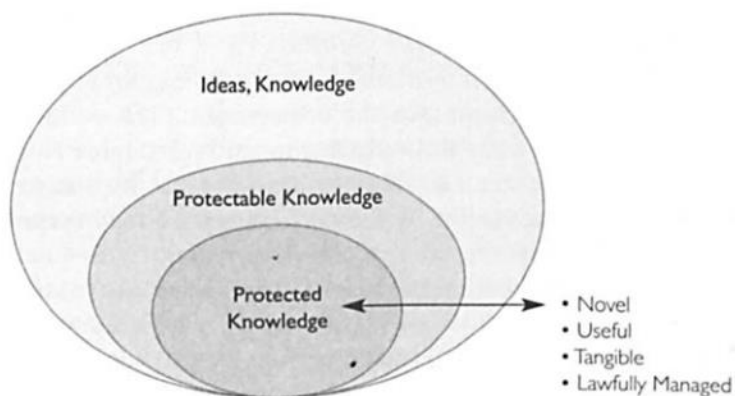 Ideas, Knowledge
Protectable Knowledge
Protected
Knowledge
• Novel
• Useful
• Tangible
• Lawfully Managed